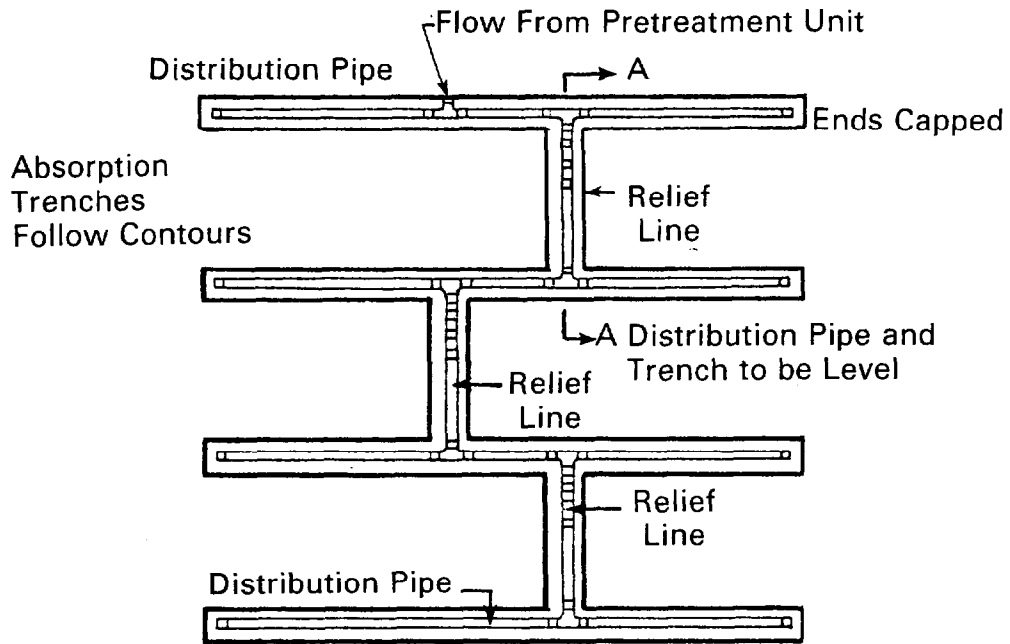 Flow From Pretreatment Unit
Distribution Pipe
A
Ends Capped
Absorption
Trenches
Follow Contours
Relief
Line
A Distribution Pipe and
Trench to be Level
Relief
Line
Relief
Line
Distribution Pipe